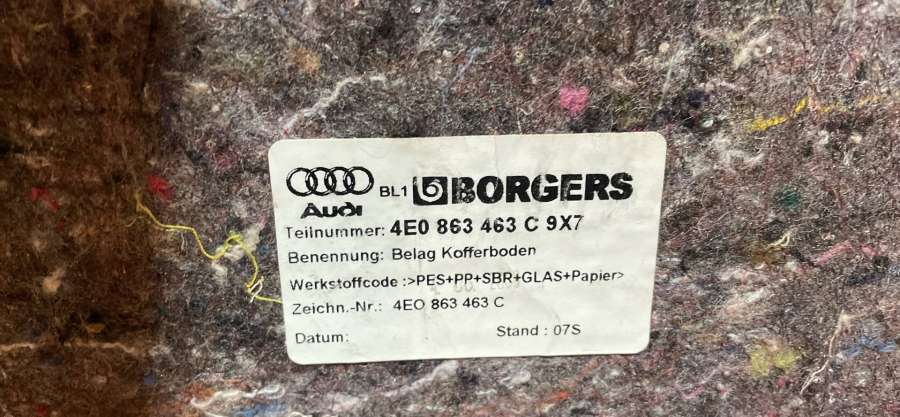 Audi BL1 BORGERS
Teilnummer: 4E0 863 463 C 9X7
Benennung: Belag Kofferboden
Werkstoffcode :>PES+PP+SBR+GLAS+Papier>
Zeichn.-Nr.: 4EO 863 463 C
Datum: Stand : 07S